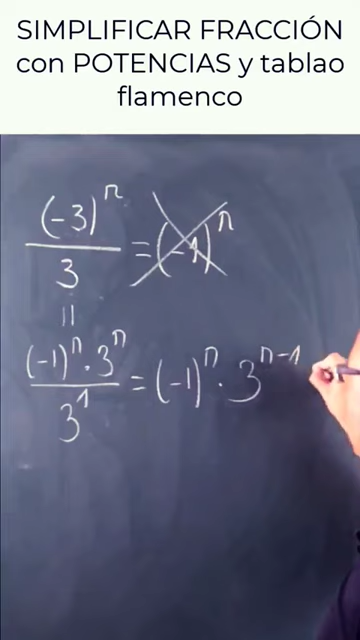 SIMPLIFICAR FRACCIÓN
con POTENCIAS y tablao
flamenco
(-3)^n / 3 = (-1)^n
=
(-1)^n · 3^n / 3^1 = (-1)^n · 3^{n-1}